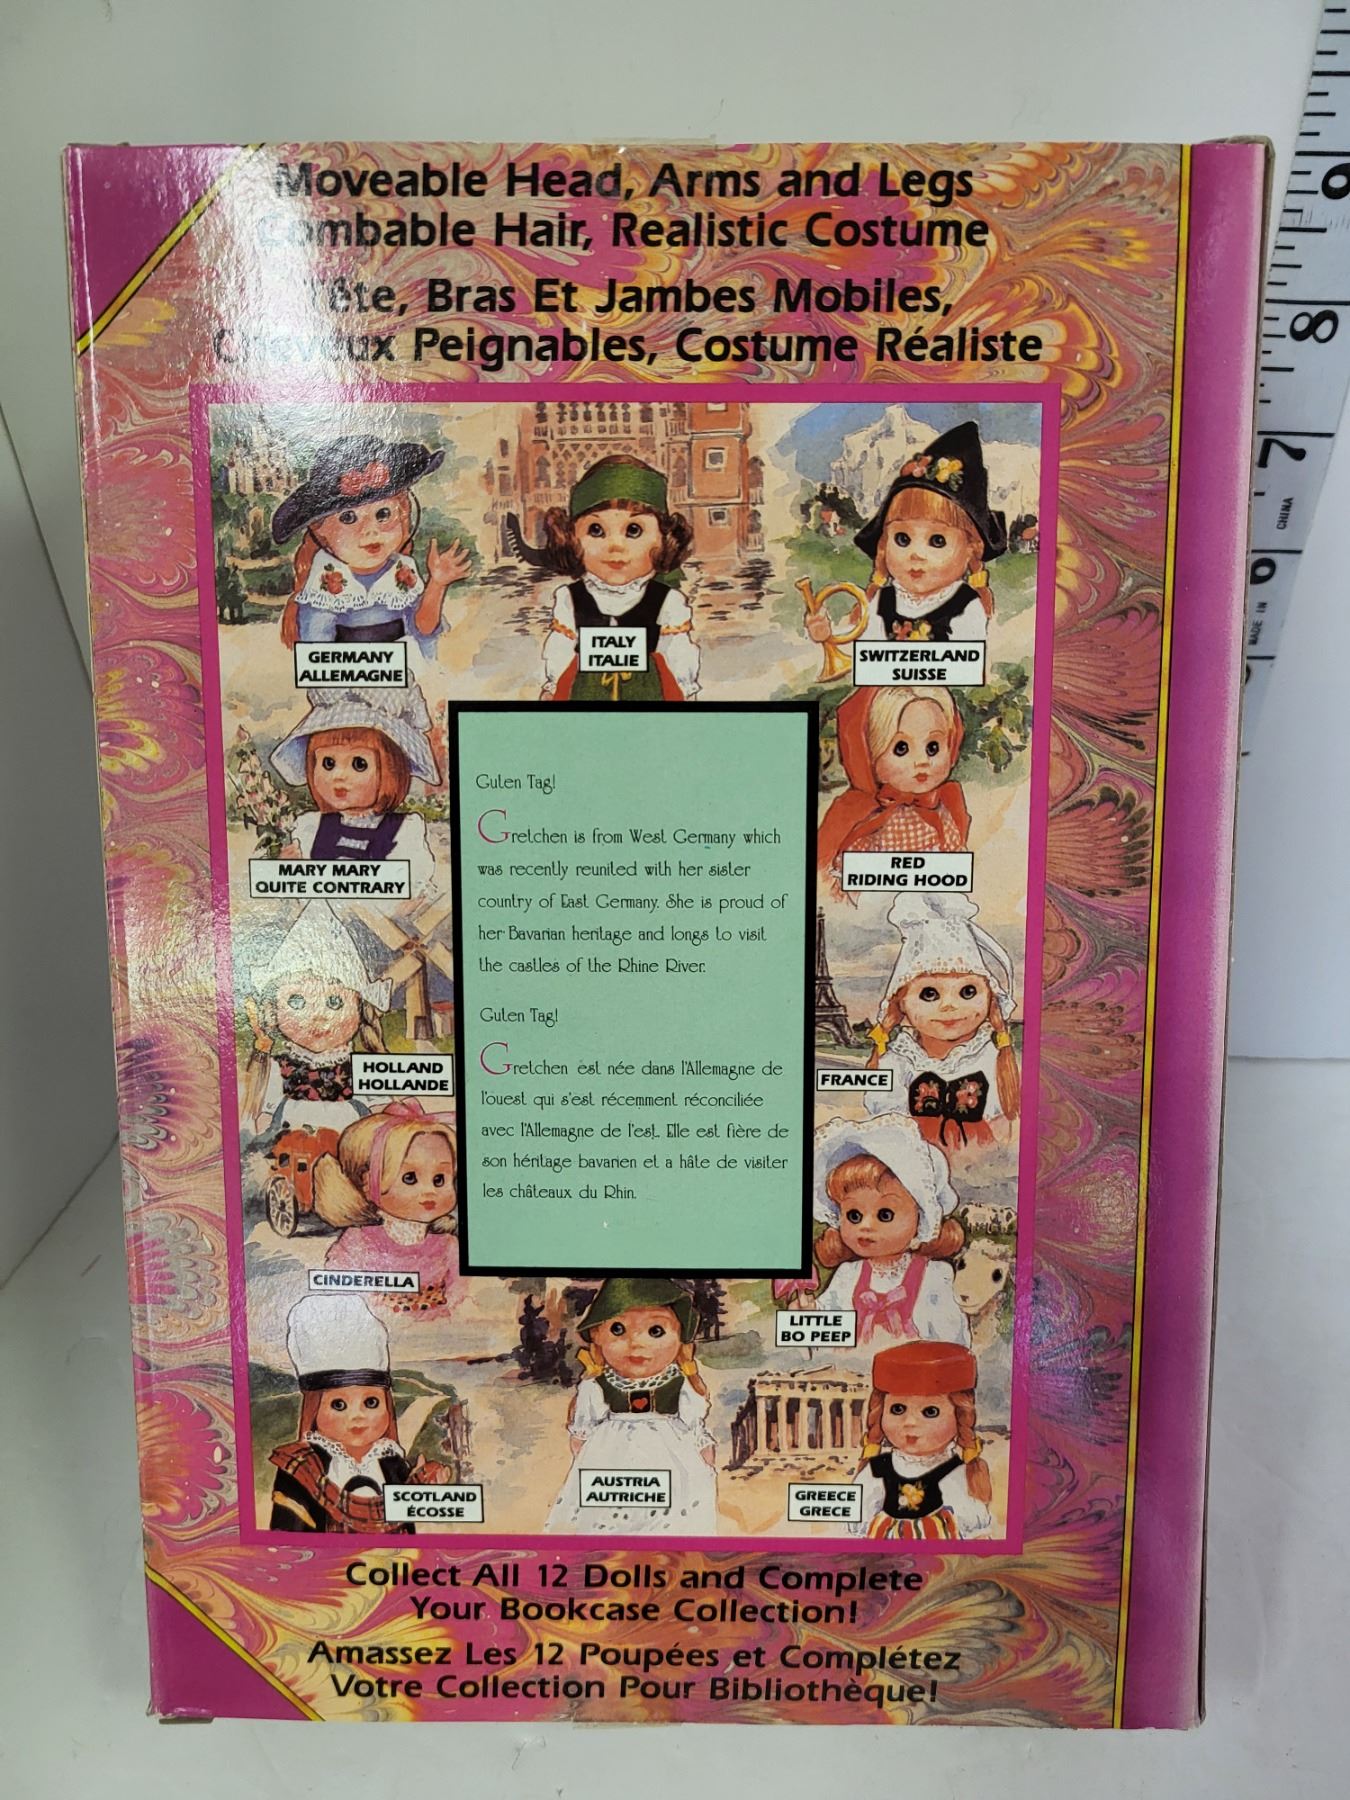 Moveable Head, Arms and Legs
Combable Hair, Realistic Costume
Tête, Bras Et Jambes Mobiles,
Cheveux Peignables, Costume Réaliste
GERMANY
ALLEMAGNE
ITALY
ITALIE
SWITZERLAND
SUISSE
MARY MARY
QUITE CONTRARY
RED
RIDING HOOD
HOLLAND
HOLLANDE
FRANCE
CINDERELLA
LITTLE
BO PEEP
SCOTLAND
ÉCOSSE
AUSTRIA
AUTRICHE
GREECE
GRECE
Guten Tag!
Gretchen is from West Germany which
was recently reunited with her sister
country of East Germany. She is proud of
her Bavarian heritage and longs to visit
the castles of the Rhine River.
Guten Tag!
Gretchen est née dans l'Allemagne de
l'ouest qui s'est récemment réconciliée
avec l'Allemagne de l'est. Elle est fière de
son héritage bavarien et a hâte de visiter
les châteaux du Rhin.
Collect All 12 Dolls and Complete
Your Bookcase Collection!
Amassez Les 12 Poupées et Complétez
Votre Collection Pour Bibliothèque!
9
8
7
6
MADE IN CHINA